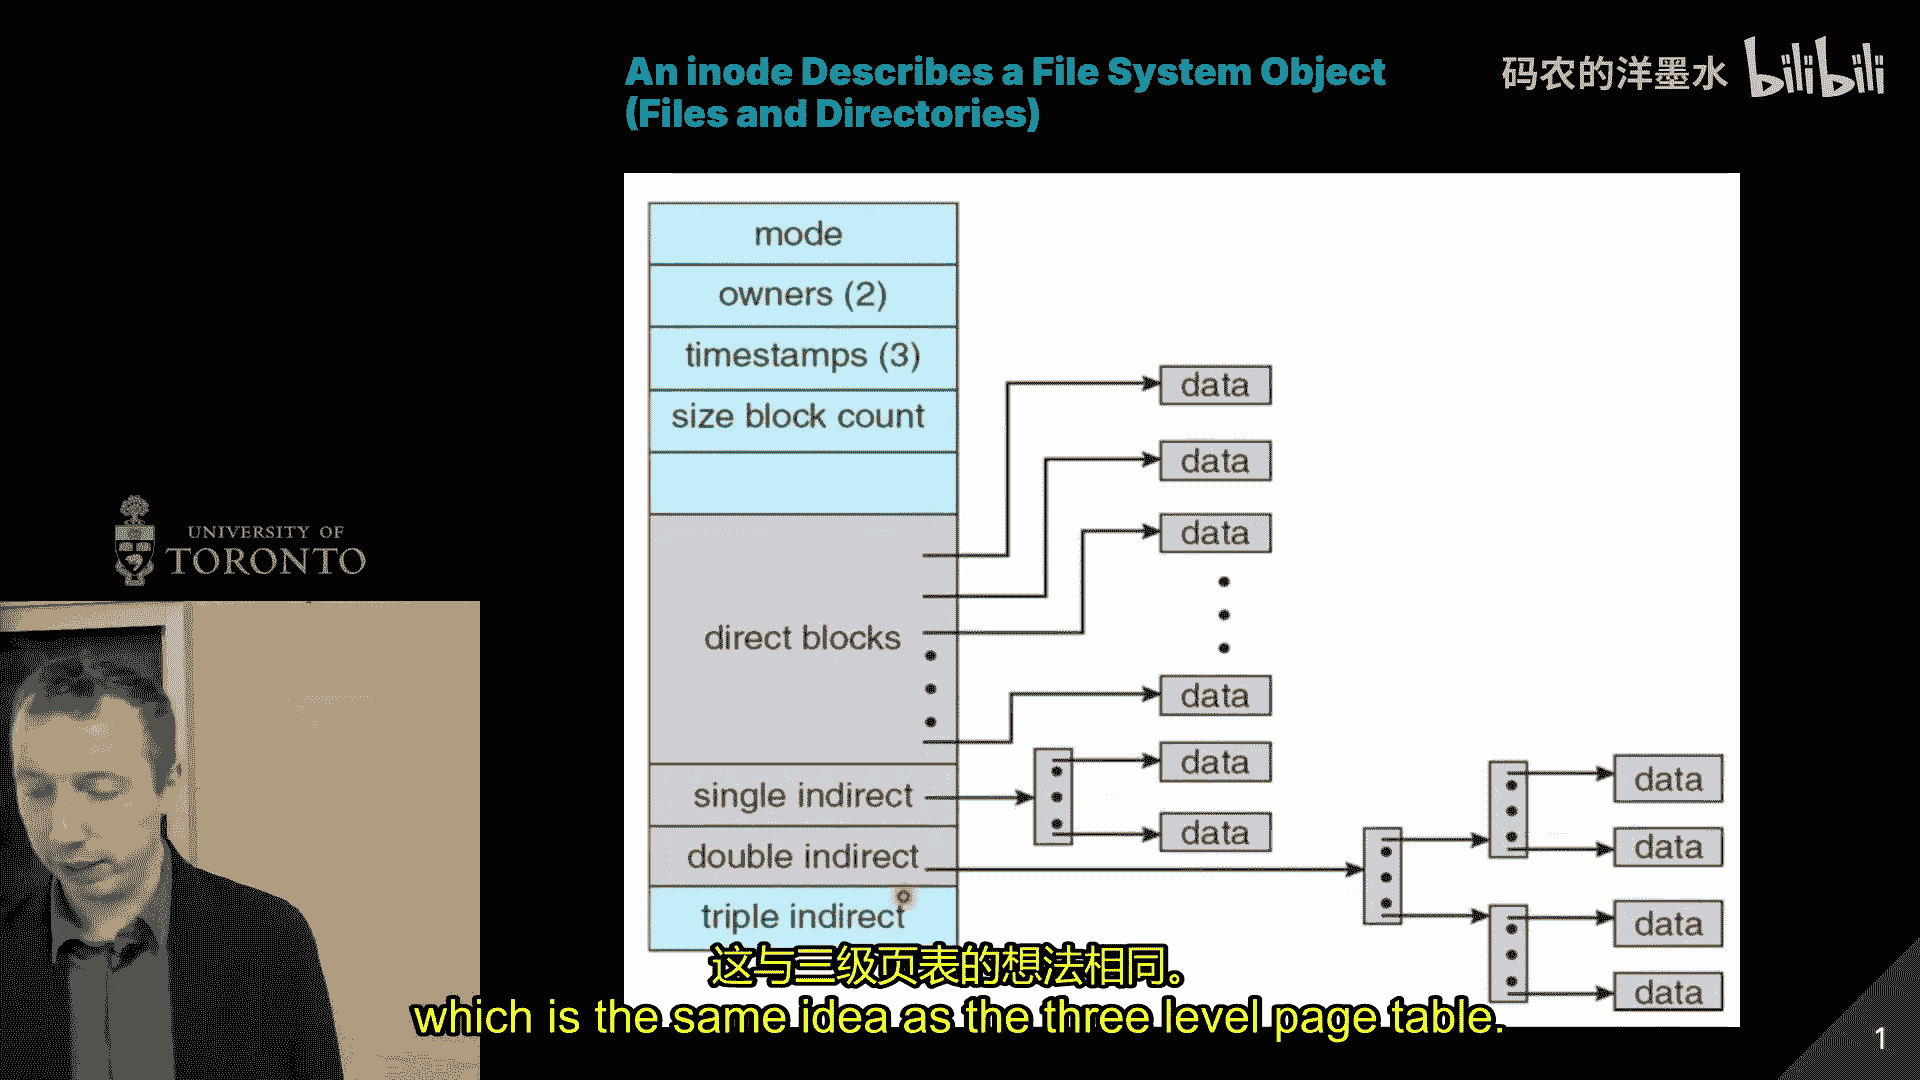 An inode Describes a File System Object
(Files and Directories)
码农的洋墨水 bilibili
mode
owners (2)
timestamps (3)
size block count
direct blocks
single indirect
double indirect
triple indirect
data
data
data
data
data
data
data
data
data
data
UNIVERSITY OF
TORONTO
这与三级页表的想法相同。
which is the same idea as the three level page table.
1